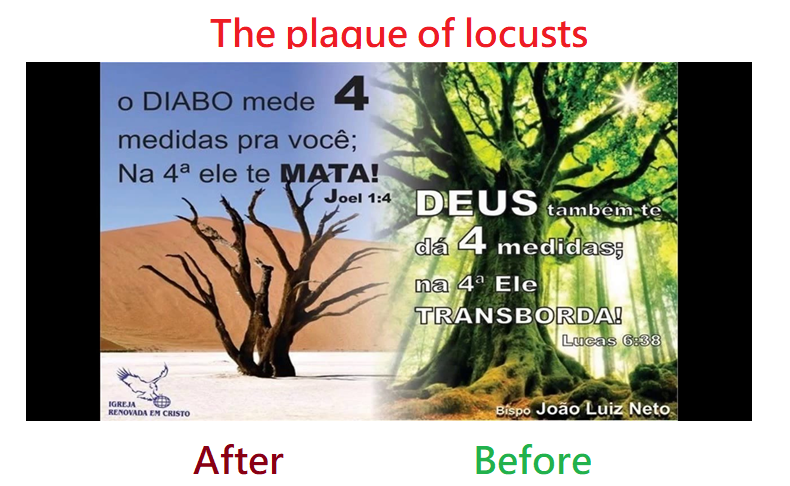 The plague of locusts
o DIABO mede 4
medidas pra você;
Na 4ª ele te MATA!
Joel 1:4
DEUS tambem te
dá 4 medidas;
na 4ª Ele
TRANSBORDA!
Lucas 6:38
IGREJA
RENOVADA EM CRISTO
Bispo João Luiz Neto
After
Before